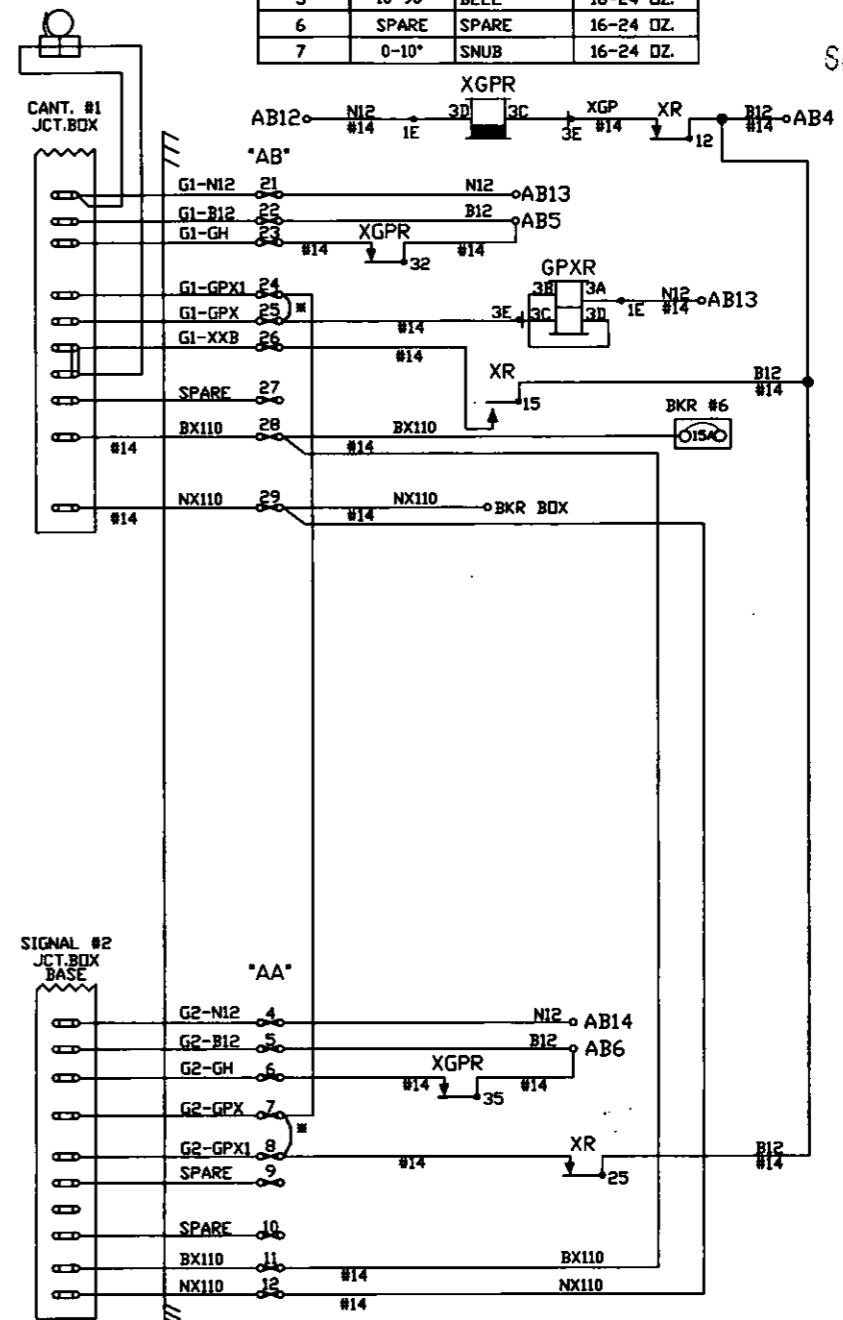 BELL
6 SPARE SPARE 16-24 OZ.
7 0-10° SNUB 16-24 OZ.
CANT. #1
JCT.BOX
XGPR
AB12 N12 #14 1E 3D 3C 3E XGP #14 XR 12 B12 #14 AB4
"AB"
G1-N12 21 N12 AB13
G1-B12 22 B12 AB5
G1-GH 23 #14 XGPR 32 #14
GPXR
G1-GPX1 24 3B 3A 1E N12 #14 AB13
G1-GPX 25 * #14 3E 3C 3D
G1-XXB 26 #14
XR 15 B12 #14
SPARE 27
BKR #6
15A
BX110 28 BX110
#14 #14
NX110 29 NX110 BKR BOX
#14 #14
SIGNAL #2
JCT.BOX
BASE
"AA"
G2-N12 4 N12 AB14
G2-B12 5 B12 AB6
G2-GH 6 #14 XGPR 35 #14
G2-GPX 7
*
G2-GPX1 8 #14 XR 25 B12 #14
SPARE 9
SPARE 10
BX110 11 #14 BX110
NX110 12 #14 NX110